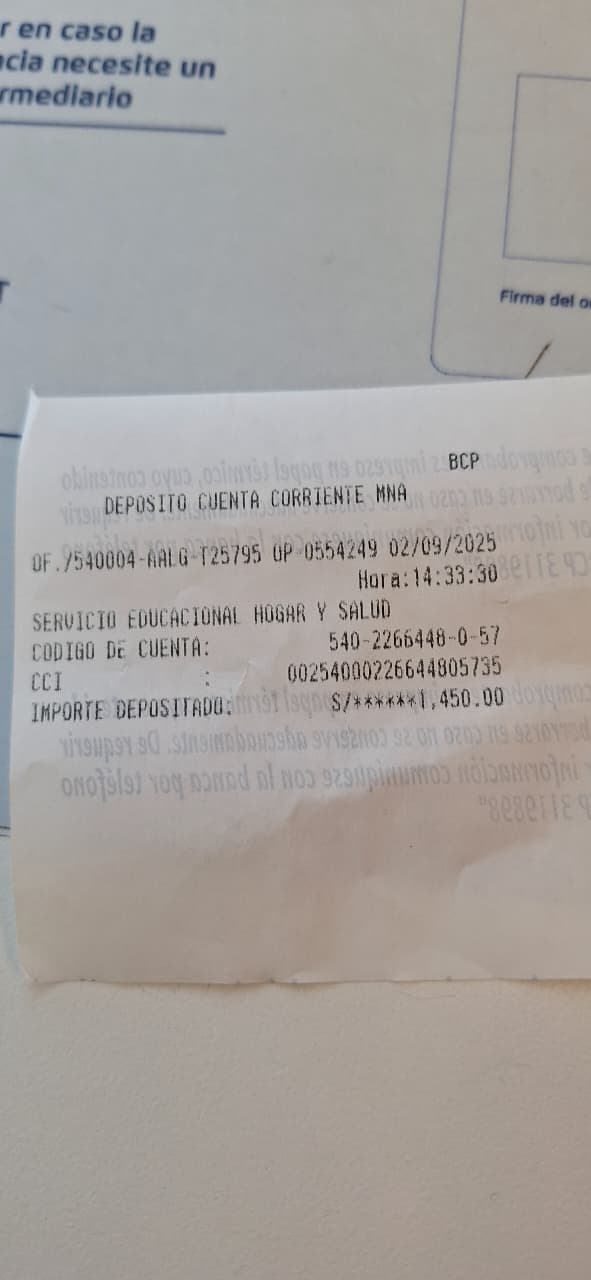 r en caso la
ncia necesite un
rmediario
Firma del o
BCP
DEPOSITO CUENTA CORRIENTE MNA
OF./540004-AALG-T25795 OP-0554249 02/09/2025
Hora:14:33:30
SERVICIO EDUCACIONAL HOGAR Y SALUD
CODIGO DE CUENTA: 540-2266448-0-57
CCI : 00254000226644805735
IMPORTE DEPOSITADO: S/******1,450.00